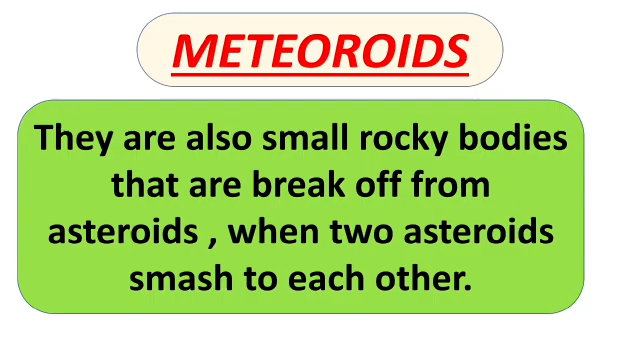 METEOROIDS
They are also small rocky bodies
that are break off from
asteroids , when two asteroids
smash to each other.